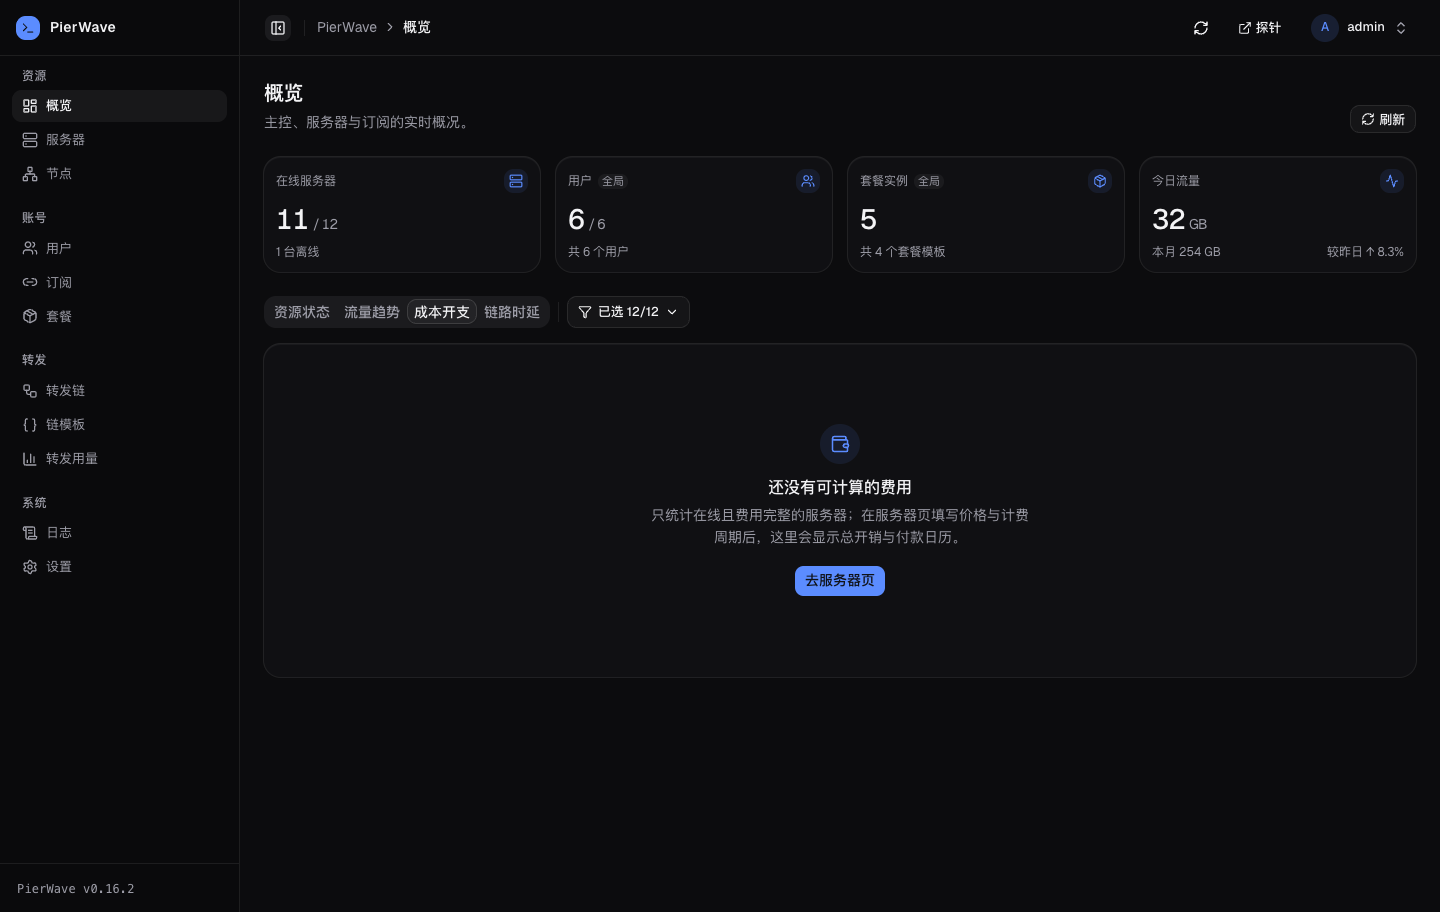 PierWave
PierWave > 概览
探针
A admin
资源
概览
服务器
节点
账号
用户
订阅
套餐
转发
转发链
链模板
转发用量
系统
日志
设置
PierWave v0.16.2
概览
主控、服务器与订阅的实时概况。
刷新
在线服务器
11 / 12
1 台离线
用户 全局
6 / 6
共 6 个用户
套餐实例 全局
5
共 4 个套餐模板
今日流量
32 GB
本月 254 GB 较昨日 ↑ 8.3%
资源状态 流量趋势 成本开支 链路时延 已选 12/12
还没有可计算的费用
只统计在线且费用完整的服务器；在服务器页填写价格与计费
周期后，这里会显示总开销与付款日历。
去服务器页